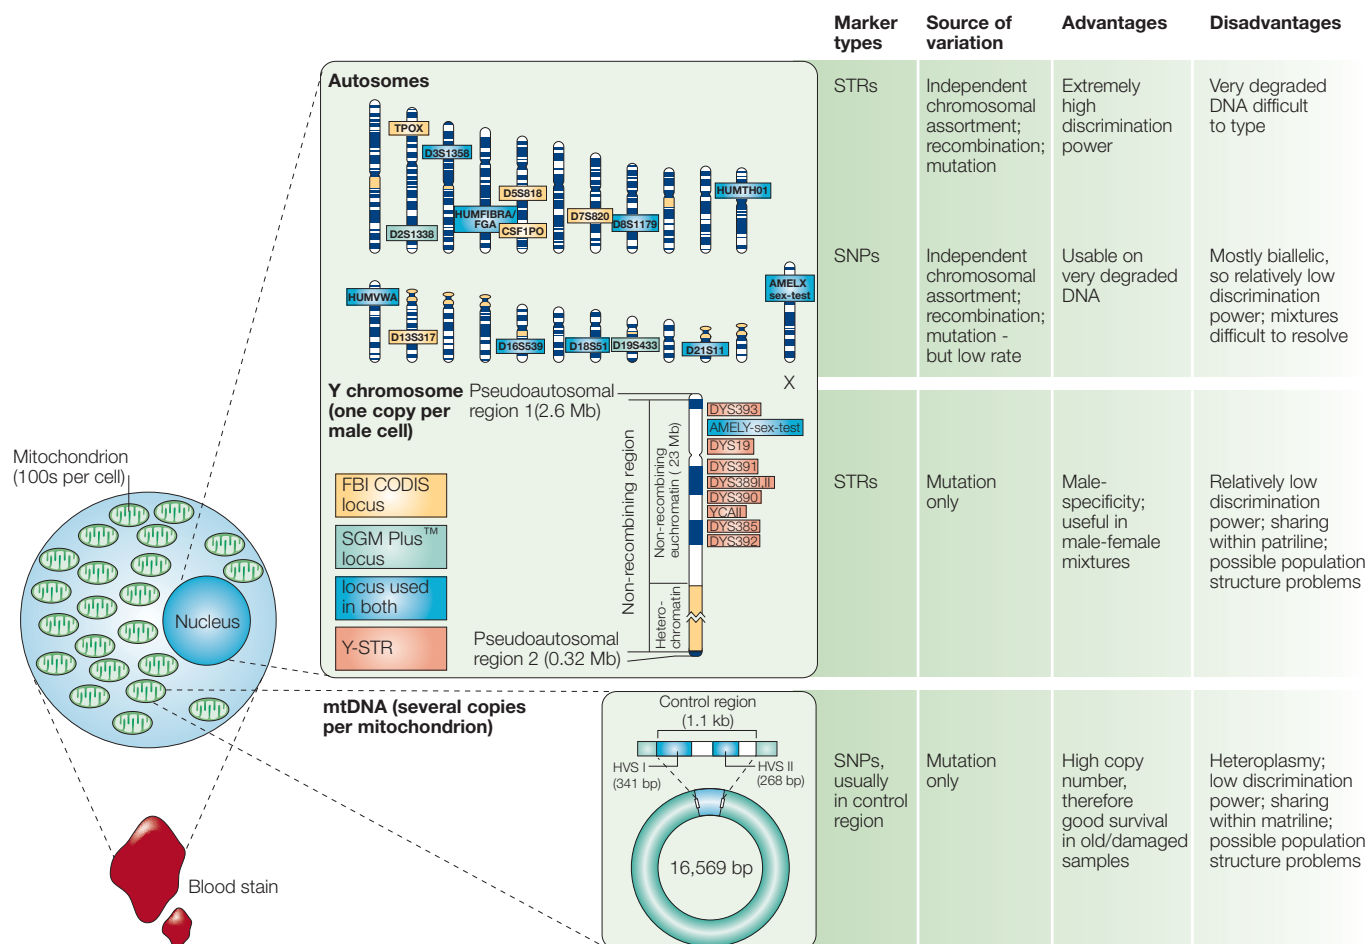 Marker types
Source of variation
Advantages
Disadvantages
Autosomes
TPOX
D3S1358
D5S818
HUMTH01
HUMFIBRA/
FGA
D7S820
D8S1179
D2S1338
CSF1PO
AMELX
sex-test
HUMVWA
D13S317
D16S539
D18S51
D19S433
D21S11
X
STRs
Independent
chromosomal
assortment;
recombination;
mutation
Extremely
high
discrimination
power
Very degraded
DNA difficult
to type
SNPs
Independent
chromosomal
assortment;
recombination;
mutation -
but low rate
Usable on
very degraded
DNA
Mostly biallelic,
so relatively low
discrimination
power; mixtures
difficult to resolve
Y chromosome
(one copy per
male cell)
Pseudoautosomal
region 1(2.6 Mb)
Non-recombining region
Non-recombining
euchromatin ( 23 Mb)
Hetero-
chromatin
DYS393
AMELY-sex-test
DYS19
DYS391
DYS389I,II
DYS390
YCAII
DYS385
DYS392
FBI CODIS
locus
SGM Plus™
locus
locus used
in both
Y-STR
Pseudoautosomal
region 2 (0.32 Mb)
STRs
Mutation
only
Male-
specificity;
useful in
male-female
mixtures
Relatively low
discrimination
power; sharing
within patriline;
possible population
structure problems
Mitochondrion
(100s per cell)
Nucleus
Blood stain
mtDNA (several copies
per mitochondrion)
Control region
(1.1 kb)
HVS I
(341 bp)
HVS II
(268 bp)
16,569 bp
SNPs,
usually
in control
region
Mutation
only
High copy
number,
therefore
good survival
in old/damaged
samples
Heteroplasmy;
low discrimination
power; sharing
within matriline;
possible population
structure problems